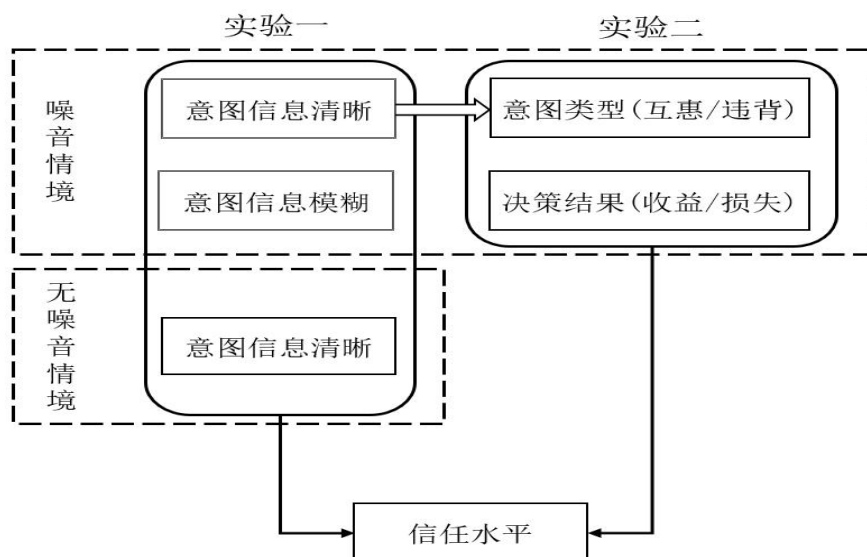 实验一
实验二
噪音情境
意图信息清晰
意图类型(互惠/违背)
意图信息模糊
决策结果(收益/损失)
无噪音情境
意图信息清晰
信任水平